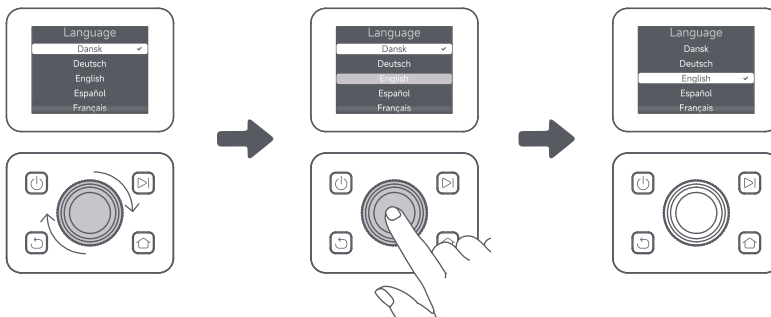 Language
Dansk
Deutsch
English
Español
Français
Language
Dansk
Deutsch
English
Español
Français
Language
Dansk
Deutsch
English
Español
Français